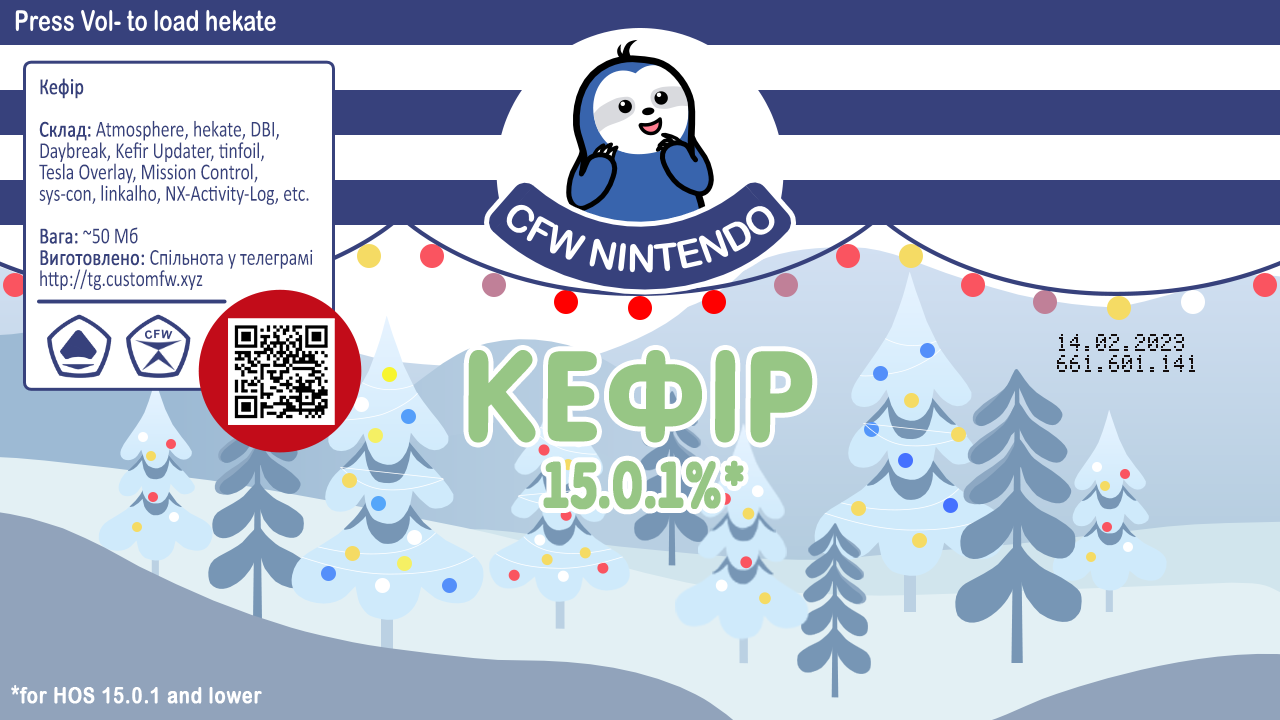 Press Vol- to load hekate
Кефір
Склад: Atmosphere, hekate, DBI,
Daybreak, Kefir Updater, tinfoil,
Tesla Overlay, Mission Control,
sys-con, linkalho, NX-Activity-Log, etc.
Вага: ~50 Мб
Виготовлено: Спільнота у телеграмі
http://tg.customfw.xyz
CFW
CFW NINTENDO
КЕФІР
15.0.1%*
14.02.2023
661.601.141
*for HOS 15.0.1 and lower